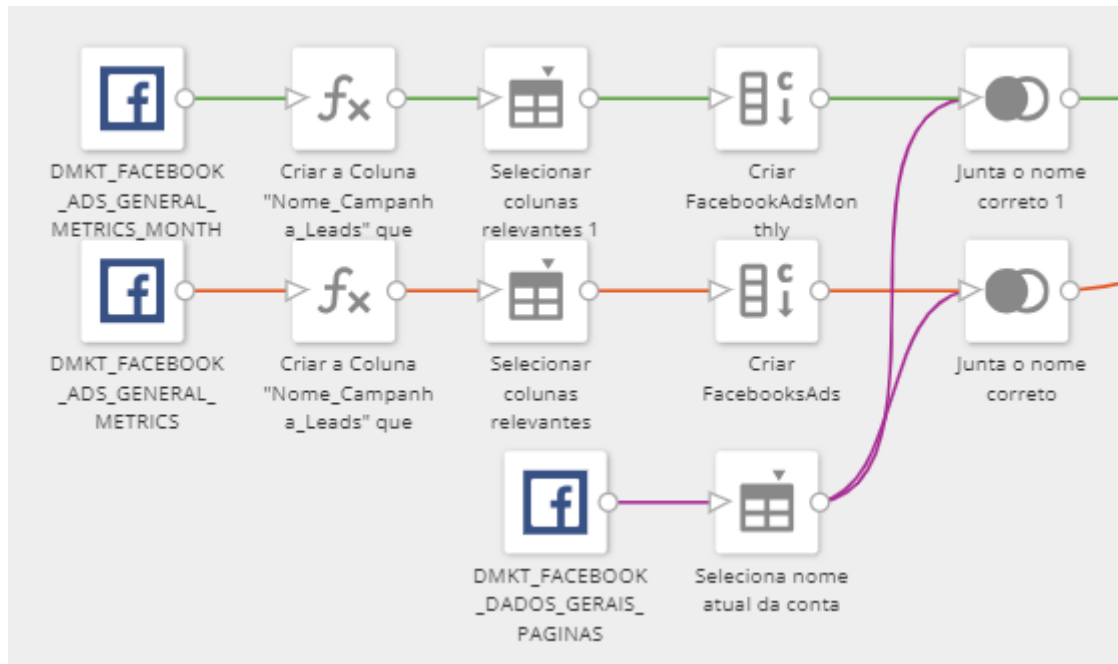 DMKT_FACEBOOK
_ADS_GENERAL_
METRICS_MONTH
Criar a Coluna
"Nome_Campanh
a_Leads" que
Selecionar
colunas
relevantes 1
Criar
FacebookAdsMon
thly
Junta o nome
correto 1
DMKT_FACEBOOK
_ADS_GENERAL_
METRICS
Criar a Coluna
"Nome_Campanh
a_Leads" que
Selecionar
colunas
relevantes
Criar
FacebooksAds
Junta o nome
correto
DMKT_FACEBOOK
_DADOS_GERAIS_
PAGINAS
Seleciona nome
atual da conta